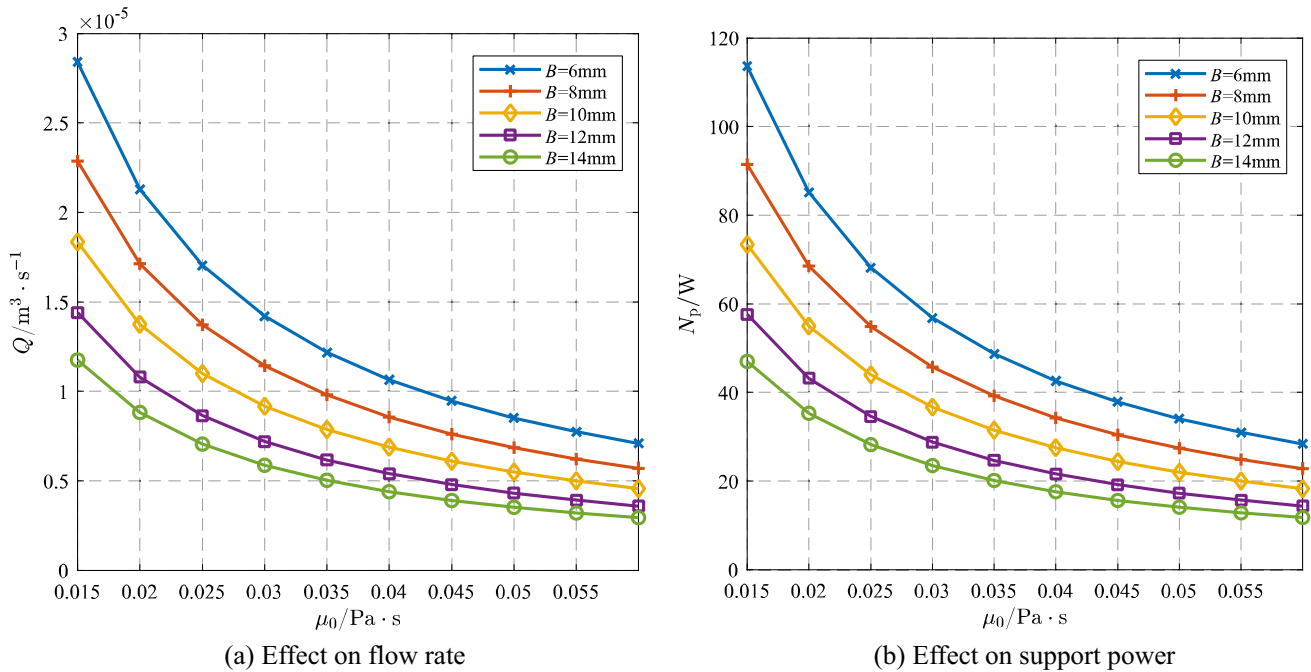 ×10⁻⁵
3
2.5
2
1.5
1
0.5
0
Q/m³ · s⁻¹
B=6mm
B=8mm
B=10mm
B=12mm
B=14mm
0.015 0.02 0.025 0.03 0.035 0.04 0.045 0.05 0.055
μ₀/Pa · s
(a) Effect on flow rate
120
100
80
60
40
20
0
Nₚ/W
B=6mm
B=8mm
B=10mm
B=12mm
B=14mm
0.015 0.02 0.025 0.03 0.035 0.04 0.045 0.05 0.055
μ₀/Pa · s
(b) Effect on support power